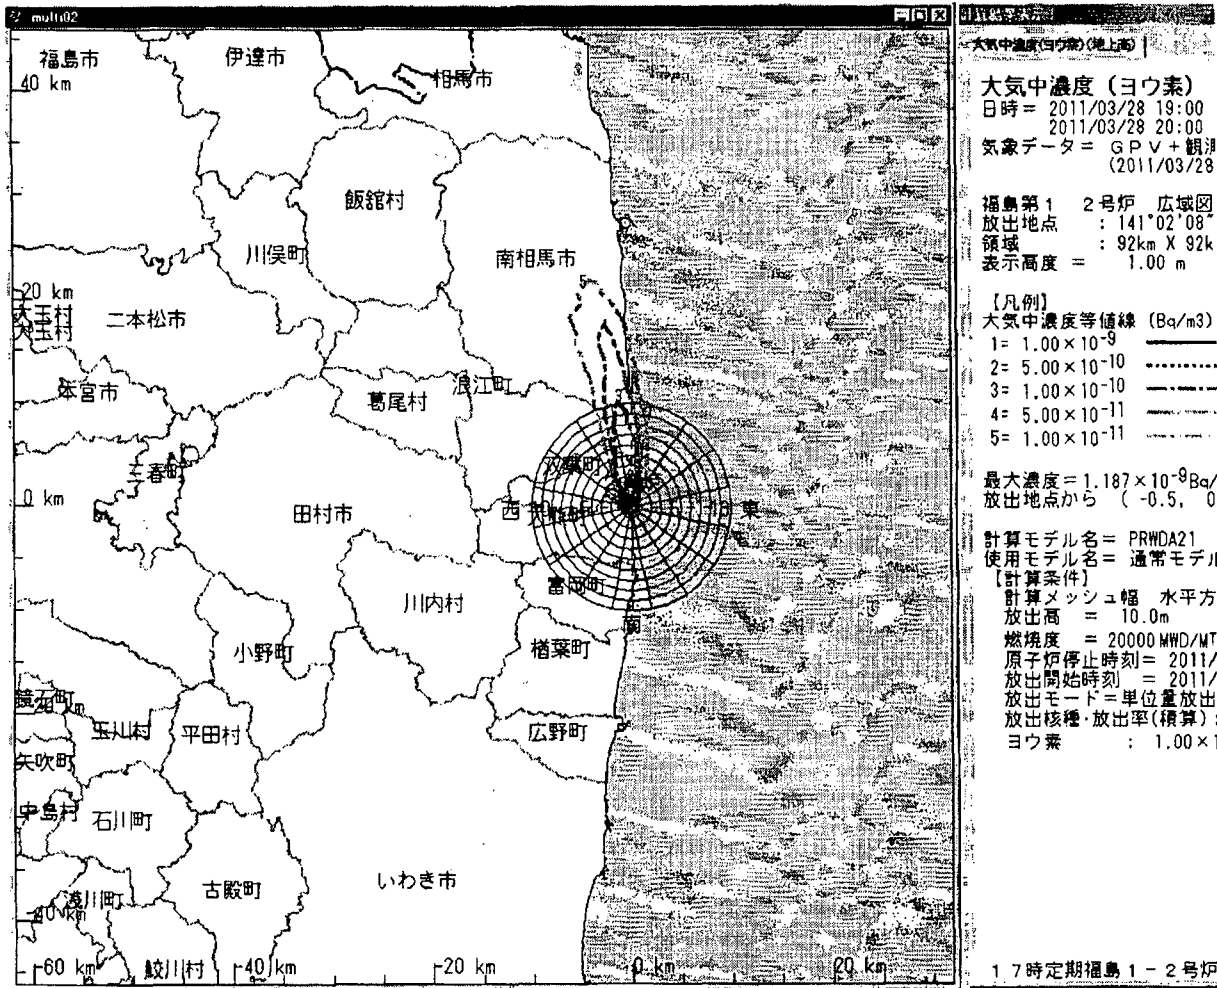 multi02
福島市
伊達市
相馬市
40 km
飯舘村
川俣町
南相馬市
5
20 km
大玉村
大玉村
二本松市
本宮市
浪江町
葛尾村
3
双葉町
三春町
0 km
田村市
西
東
富岡町
川内村
南
小野町
楢葉町
鏡石町
玉川村
平田村
広野町
矢吹町
中島村
石川町
浅川町
古殿町
いわき市
-40 km
鮫川村
-60 km
-40 km
-20 km
0 km
20 km
大気中濃度(ヨウ素)(地上高)
大気中濃度 (ヨウ素)
日時= 2011/03/28 19:00
2011/03/28 20:00
気象データ= GPV+観測
(2011/03/28
福島第1 2号炉 広域図
放出地点 : 141°02'08"
領域 : 92km X 92k
表示高度 = 1.00 m
【凡例】
大気中濃度等値線 (Bq/m3)
1= 1.00×10-9
2= 5.00×10-10
3= 1.00×10-10
4= 5.00×10-11
5= 1.00×10-11
最大濃度=1.187×10-9Bq/
放出地点から ( -0.5, 0
計算モデル名= PRWDA21
使用モデル名= 通常モデル
【計算条件】
計算メッシュ幅 水平方
放出高 = 10.0m
燃焼度 = 20000MWD/MT
原子炉停止時刻= 2011/
放出開始時刻 = 2011/
放出モード=単位量放出
放出核種・放出率(積算)
ヨウ素 : 1.00×1
17時定期福島1-2号炉